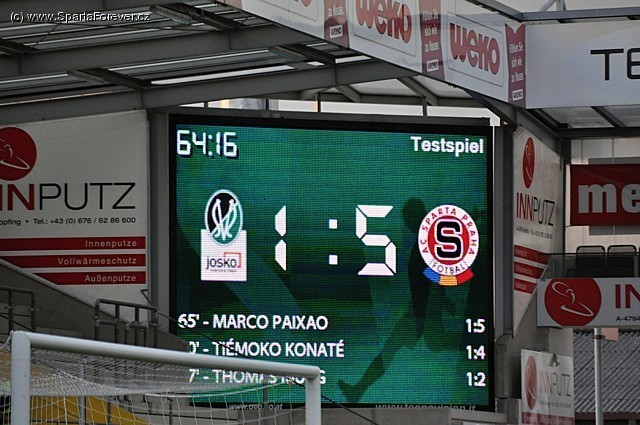 (c) www.SpartaForever.cz
weko
weko
TE
INNPUTZ
Tel.: +43 (0) 676 / 62 86 600
Innenputze
Vollwärmeschutz
Außenputze
64:16
Testspiel
JOSKO
1 : 5
AC SPARTA PRAHA
FOTBAL
S
65' - MARCO PAIXAO 1:5
' - TIÉMOKO KONATÉ 1:4
1:2
INNPUTZ
me
INNPUTZ
INNPUTZ